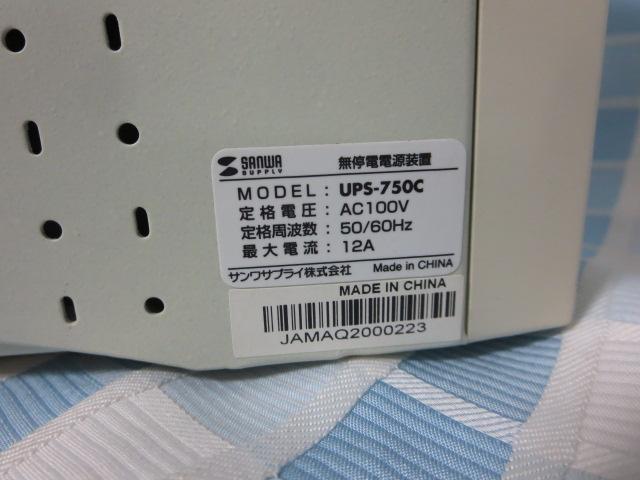 SANWA SUPPLY 無停電電源装置
MODEL : UPS-750C
定格電圧 : AC100V
定格周波数 : 50/60Hz
最大電流 : 12A
サンワサプライ株式会社 Made in CHINA
MADE IN CHINA
JAMAQ2000223